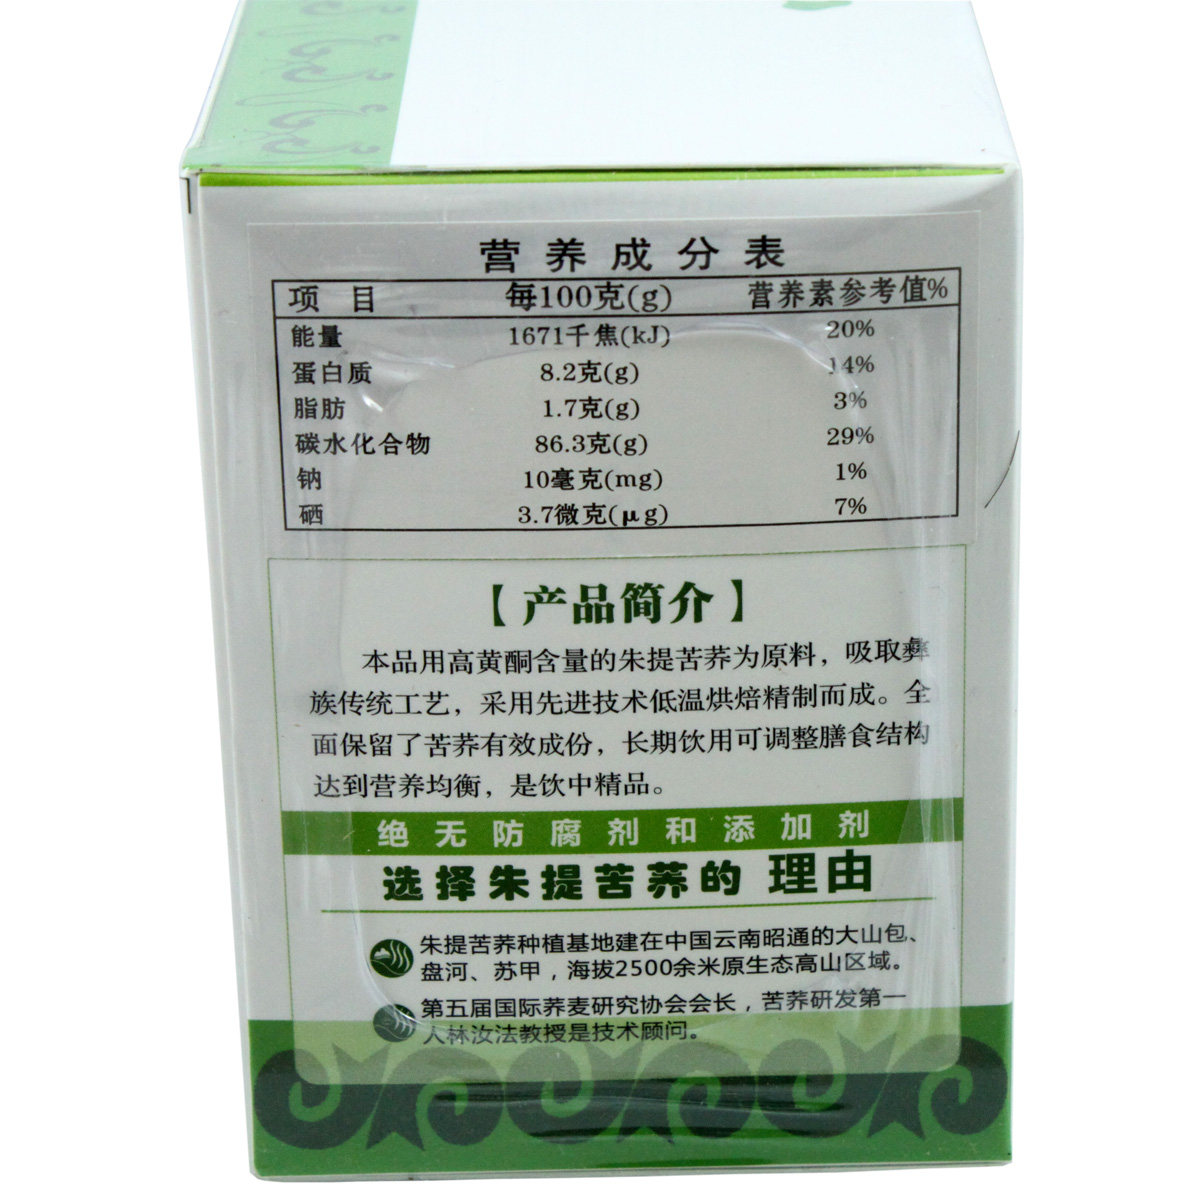 营养成分表
项目 每100克(g) 营养素参考值%
能量 1671千焦(kJ) 20%
蛋白质 8.2克(g) 14%
脂肪 1.7克(g) 3%
碳水化合物 86.3克(g) 29%
钠 10毫克(mg) 1%
硒 3.7微克(μg) 7%
【产品简介】
本品用高黄酮含量的朱提苦荞为原料，吸取彝
族传统工艺，采用先进技术低温烘焙精制而成。全
面保留了苦荞有效成份，长期饮用可调整膳食结构
达到营养均衡，是饮中精品。
绝无防腐剂和添加剂
选择朱提苦荞的理由
朱提苦荞种植基地建在中国云南昭通的大山包、
盘河、苏甲，海拔2500余米原生态高山区域。
第五届国际荞麦研究协会会长，苦荞研发第一
人林汝法教授是技术顾问。